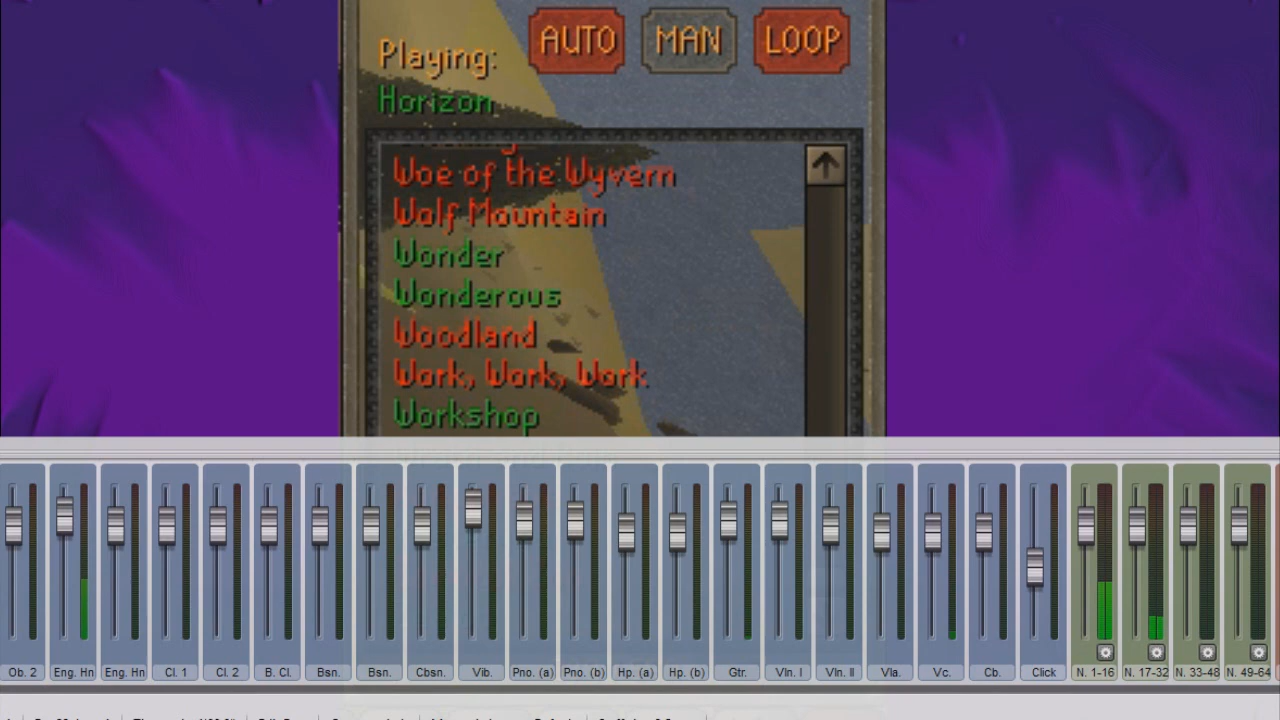 AUTO MAN LOOP
Playing:
Horizon
Woe of the Wyvern
Wolf Mountain
Wonder
Wonderous
Woodland
Work, Work, Work
Workshop
Ob. 2 Eng. Hn Eng. Hn Cl. 1 Cl. 2 B. Cl. Bsn. Bsn. Cbsn. Vib. Pno. (a) Pno. (b) Hp. (a) Hp. (b) Gtr. Vln. I Vln. II Vla. Vc. Cb. Click N. 1-16 N. 17-32 N. 33-48 N. 49-64